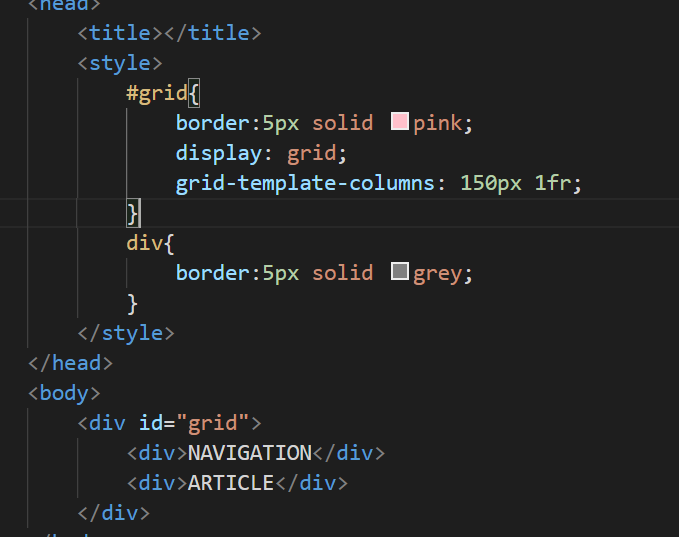 <head>
<title></title>
<style>
#grid{
border:5px solid pink;
display: grid;
grid-template-columns: 150px 1fr;
}
div{
border:5px solid grey;
}
</style>
</head>
<body>
<div id="grid">
<div>NAVIGATION</div>
<div>ARTICLE</div>
</div>